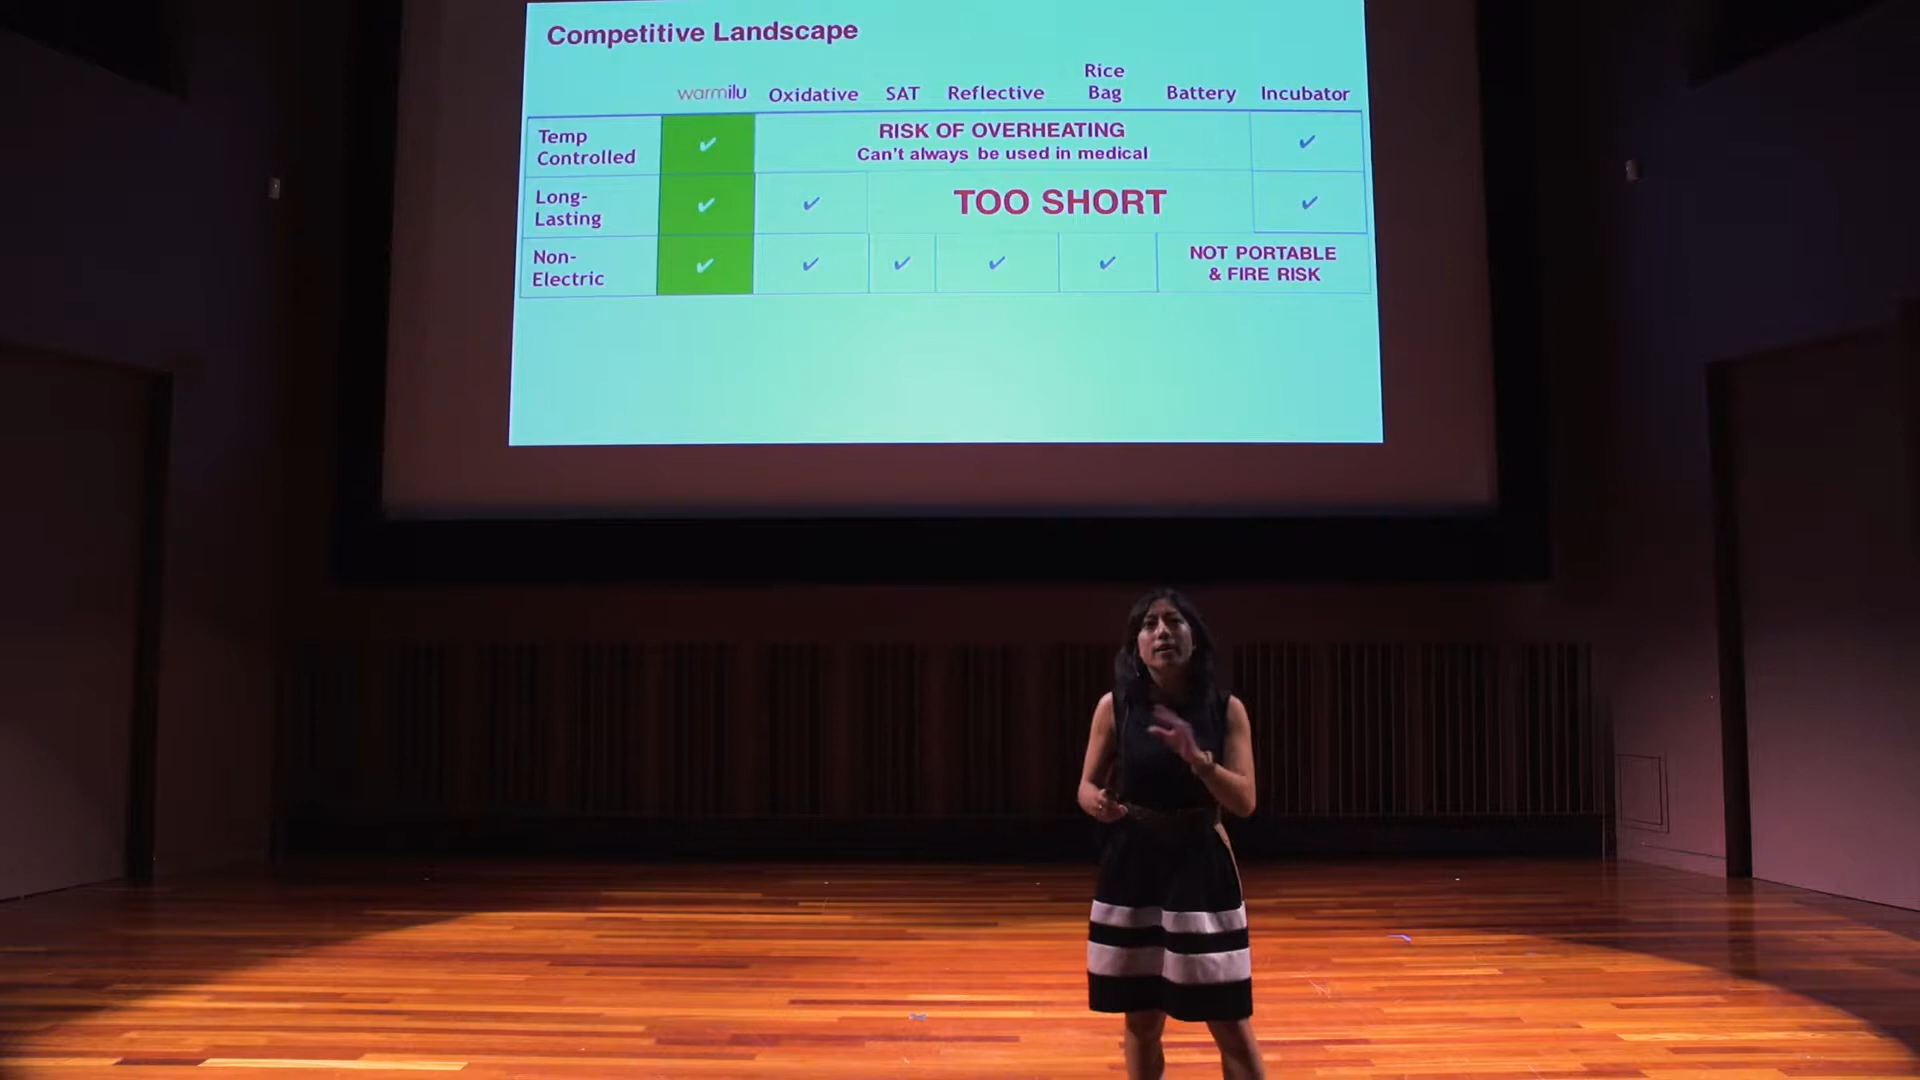 Competitive Landscape
warmilu Oxidative SAT Reflective Rice Bag Battery Incubator
Temp Controlled ✓ RISK OF OVERHEATING ✓
Can't always be used in medical
Long-Lasting ✓ ✓ TOO SHORT ✓
Non-Electric ✓ ✓ ✓ ✓ ✓ NOT PORTABLE
& FIRE RISK